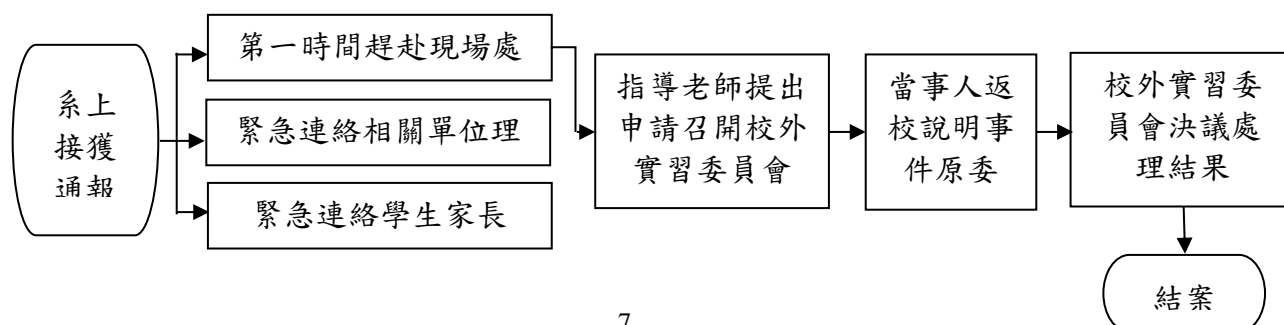 系上
接獲
通報
第一時間趕赴現場處
緊急連絡相關單位理
緊急連絡學生家長
指導老師提出
申請召開校外
實習委員會
當事人返
校說明事
件原委
校外實習委
員會決議處
理結果
結案
7